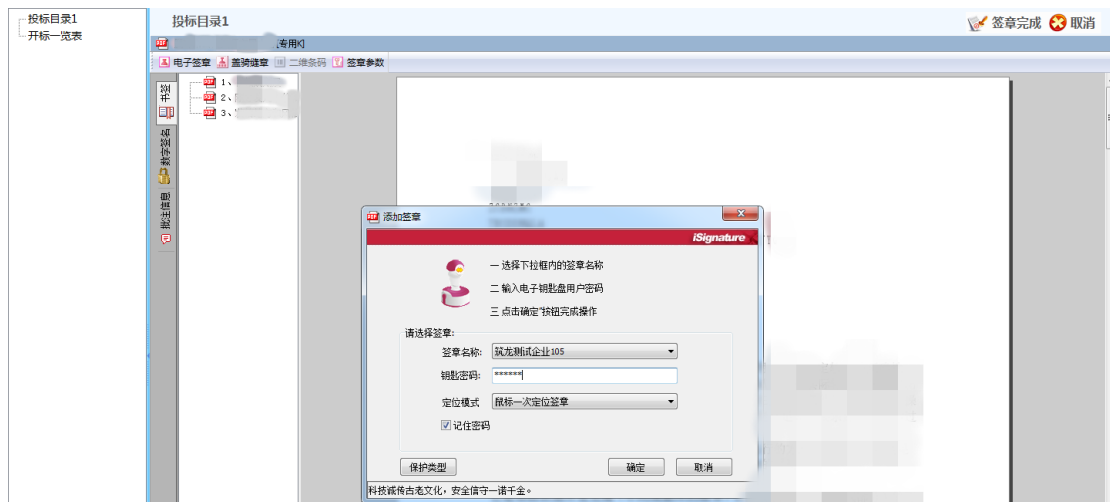 投标目录1
开标一览表
投标目录1
签章完成 取消
[专用K]
电子签章 盖骑缝章 二维条码 签章参数
书签
数字签名
批注信息
1、
2、
3、
添加签章
iSignature
一 选择下拉框内的签章名称
二 输入电子钥匙盘用户密码
三 点击确定"按钮完成操作
请选择签章:
签章名称: 筑龙测试企业105
钥匙密码: ******
定位模式 鼠标一次定位签章
记住密码
保护类型 确定 取消
科技诚传古老文化，安全信守一诺千金。